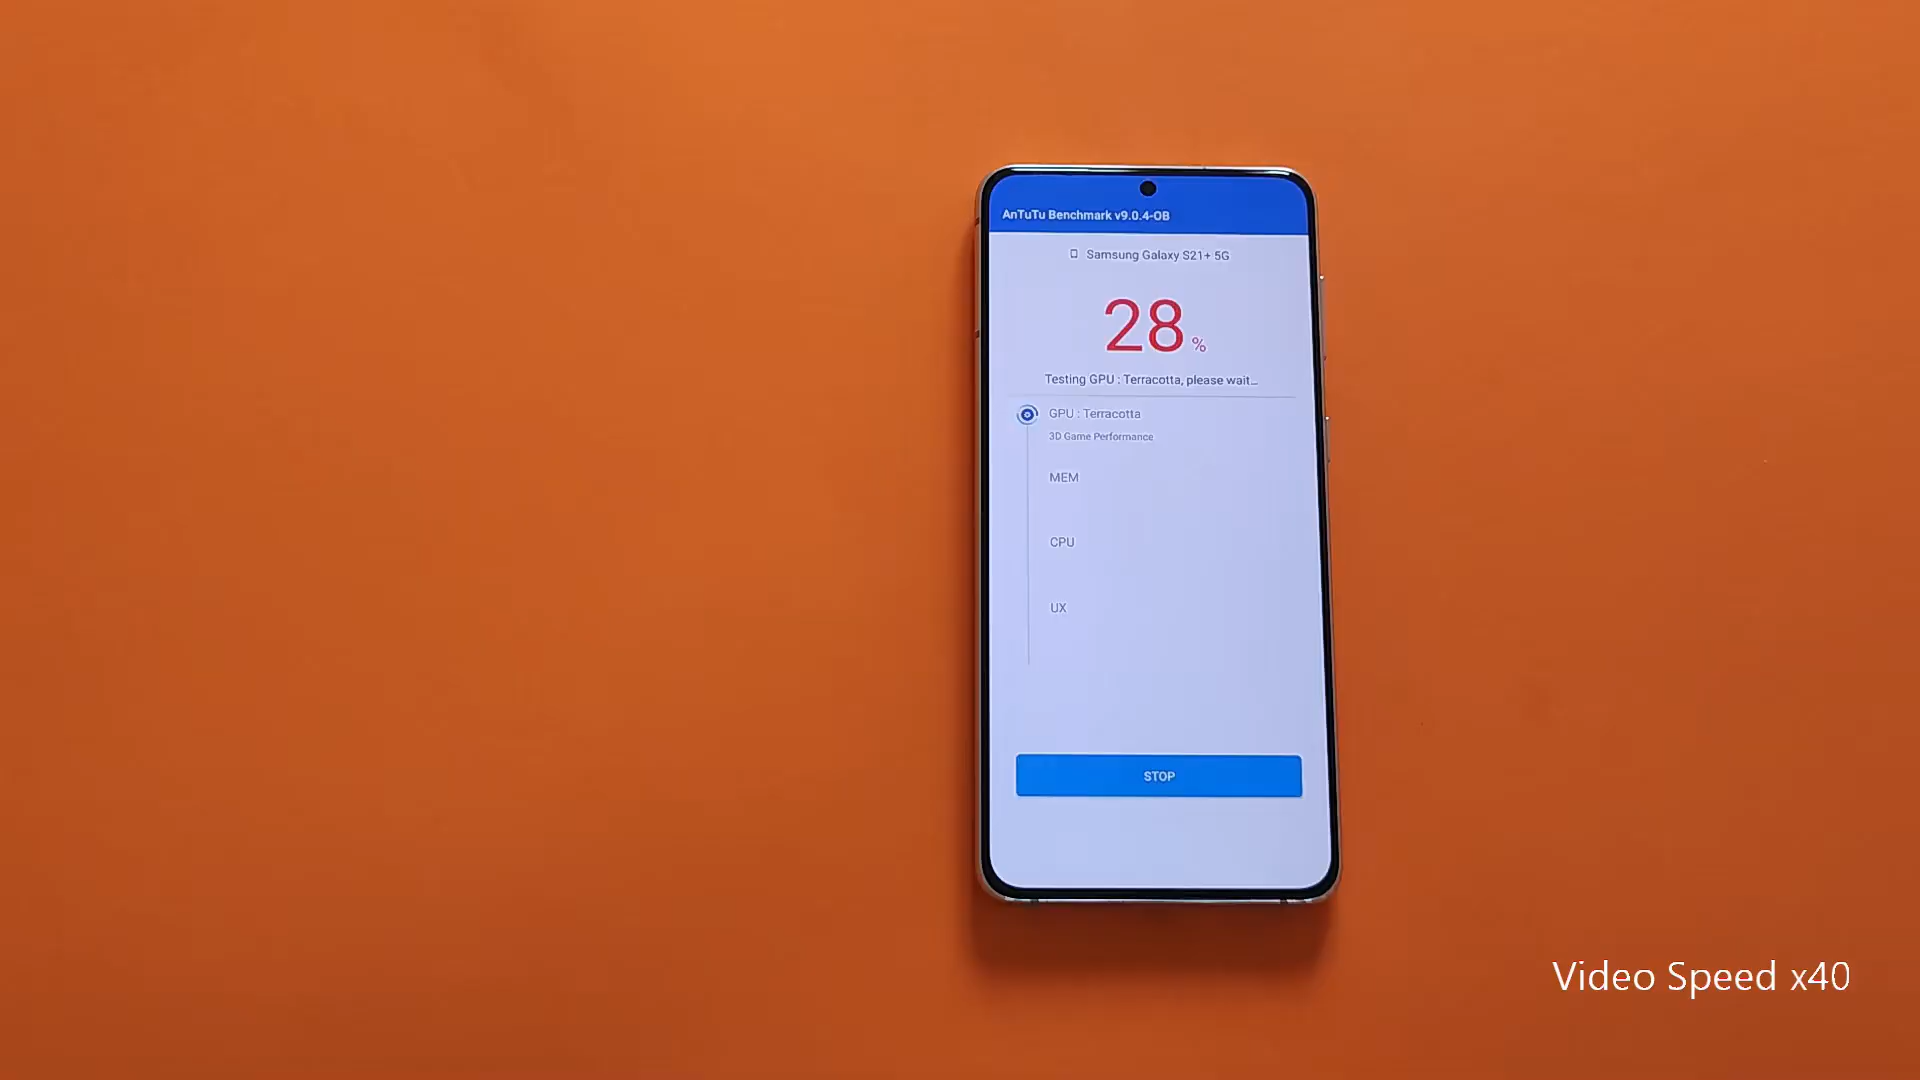 AnTuTu Benchmark v9.0.4-OB
Samsung Galaxy S21+ 5G
28 %
Testing GPU : Terracotta, please wait...
GPU : Terracotta
3D Game Performance
MEM
CPU
UX
STOP
Video Speed x40